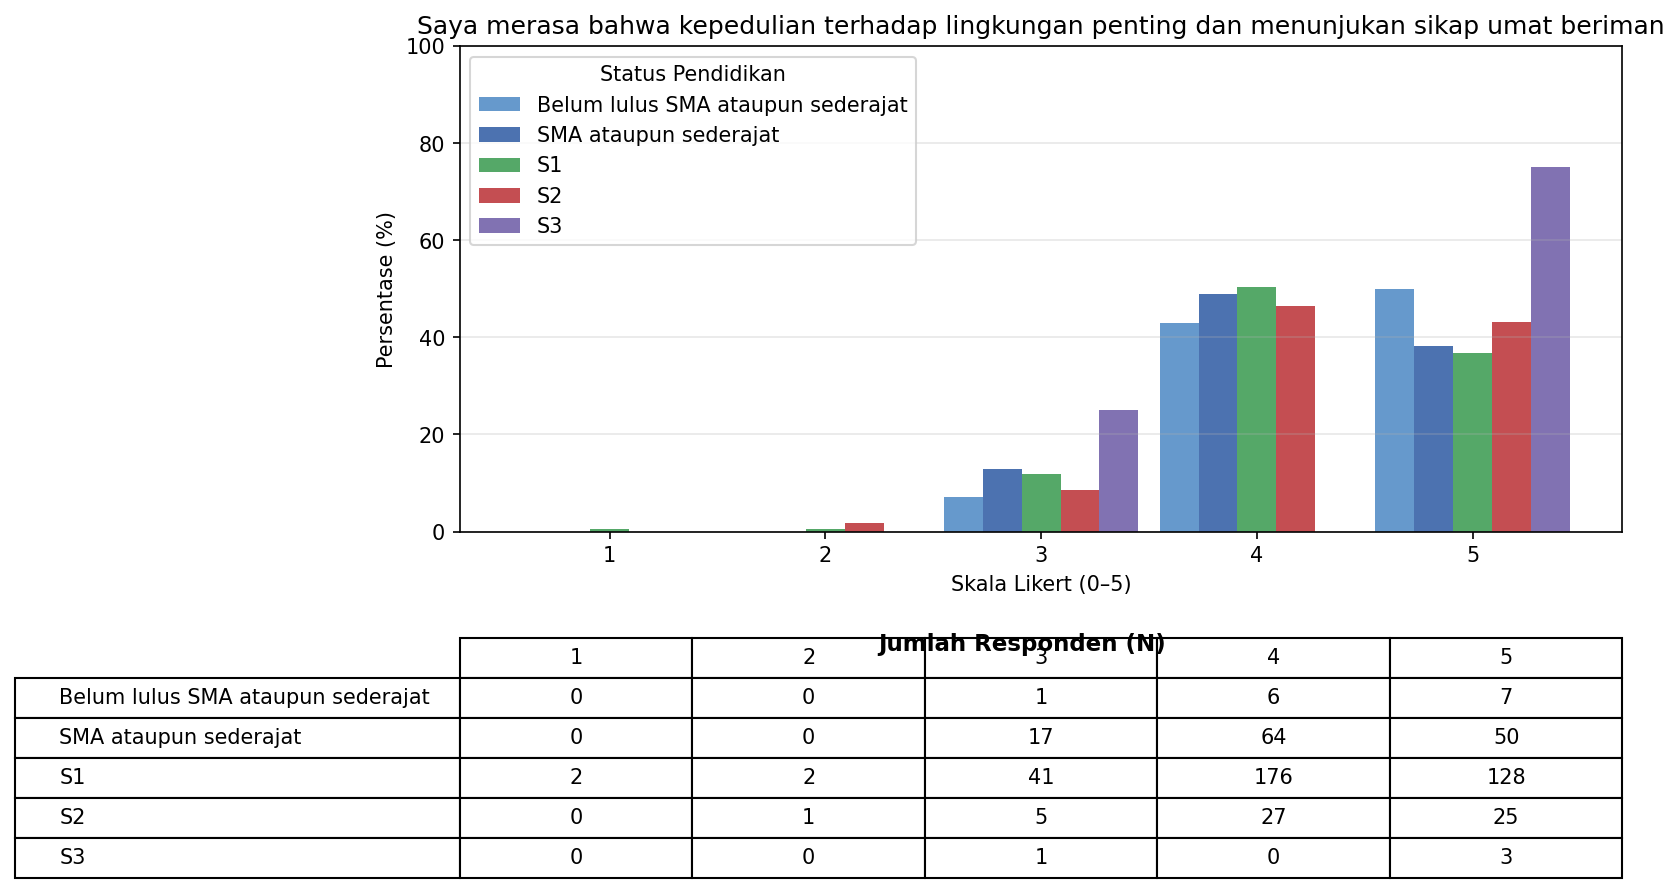 Saya merasa bahwa kepedulian terhadap lingkungan penting dan menunjukan sikap umat beriman
100
80
60
40
20
0
Persentase (%)
Status Pendidikan
Belum lulus SMA ataupun sederajat
SMA ataupun sederajat
S1
S2
S3
1 2 3 4 5
Skala Likert (0–5)
Jumlah Responden (N)
1 2 3 4 5
Belum lulus SMA ataupun sederajat 0 0 1 6 7
SMA ataupun sederajat 0 0 17 64 50
S1 2 2 41 176 128
S2 0 1 5 27 25
S3 0 0 1 0 3